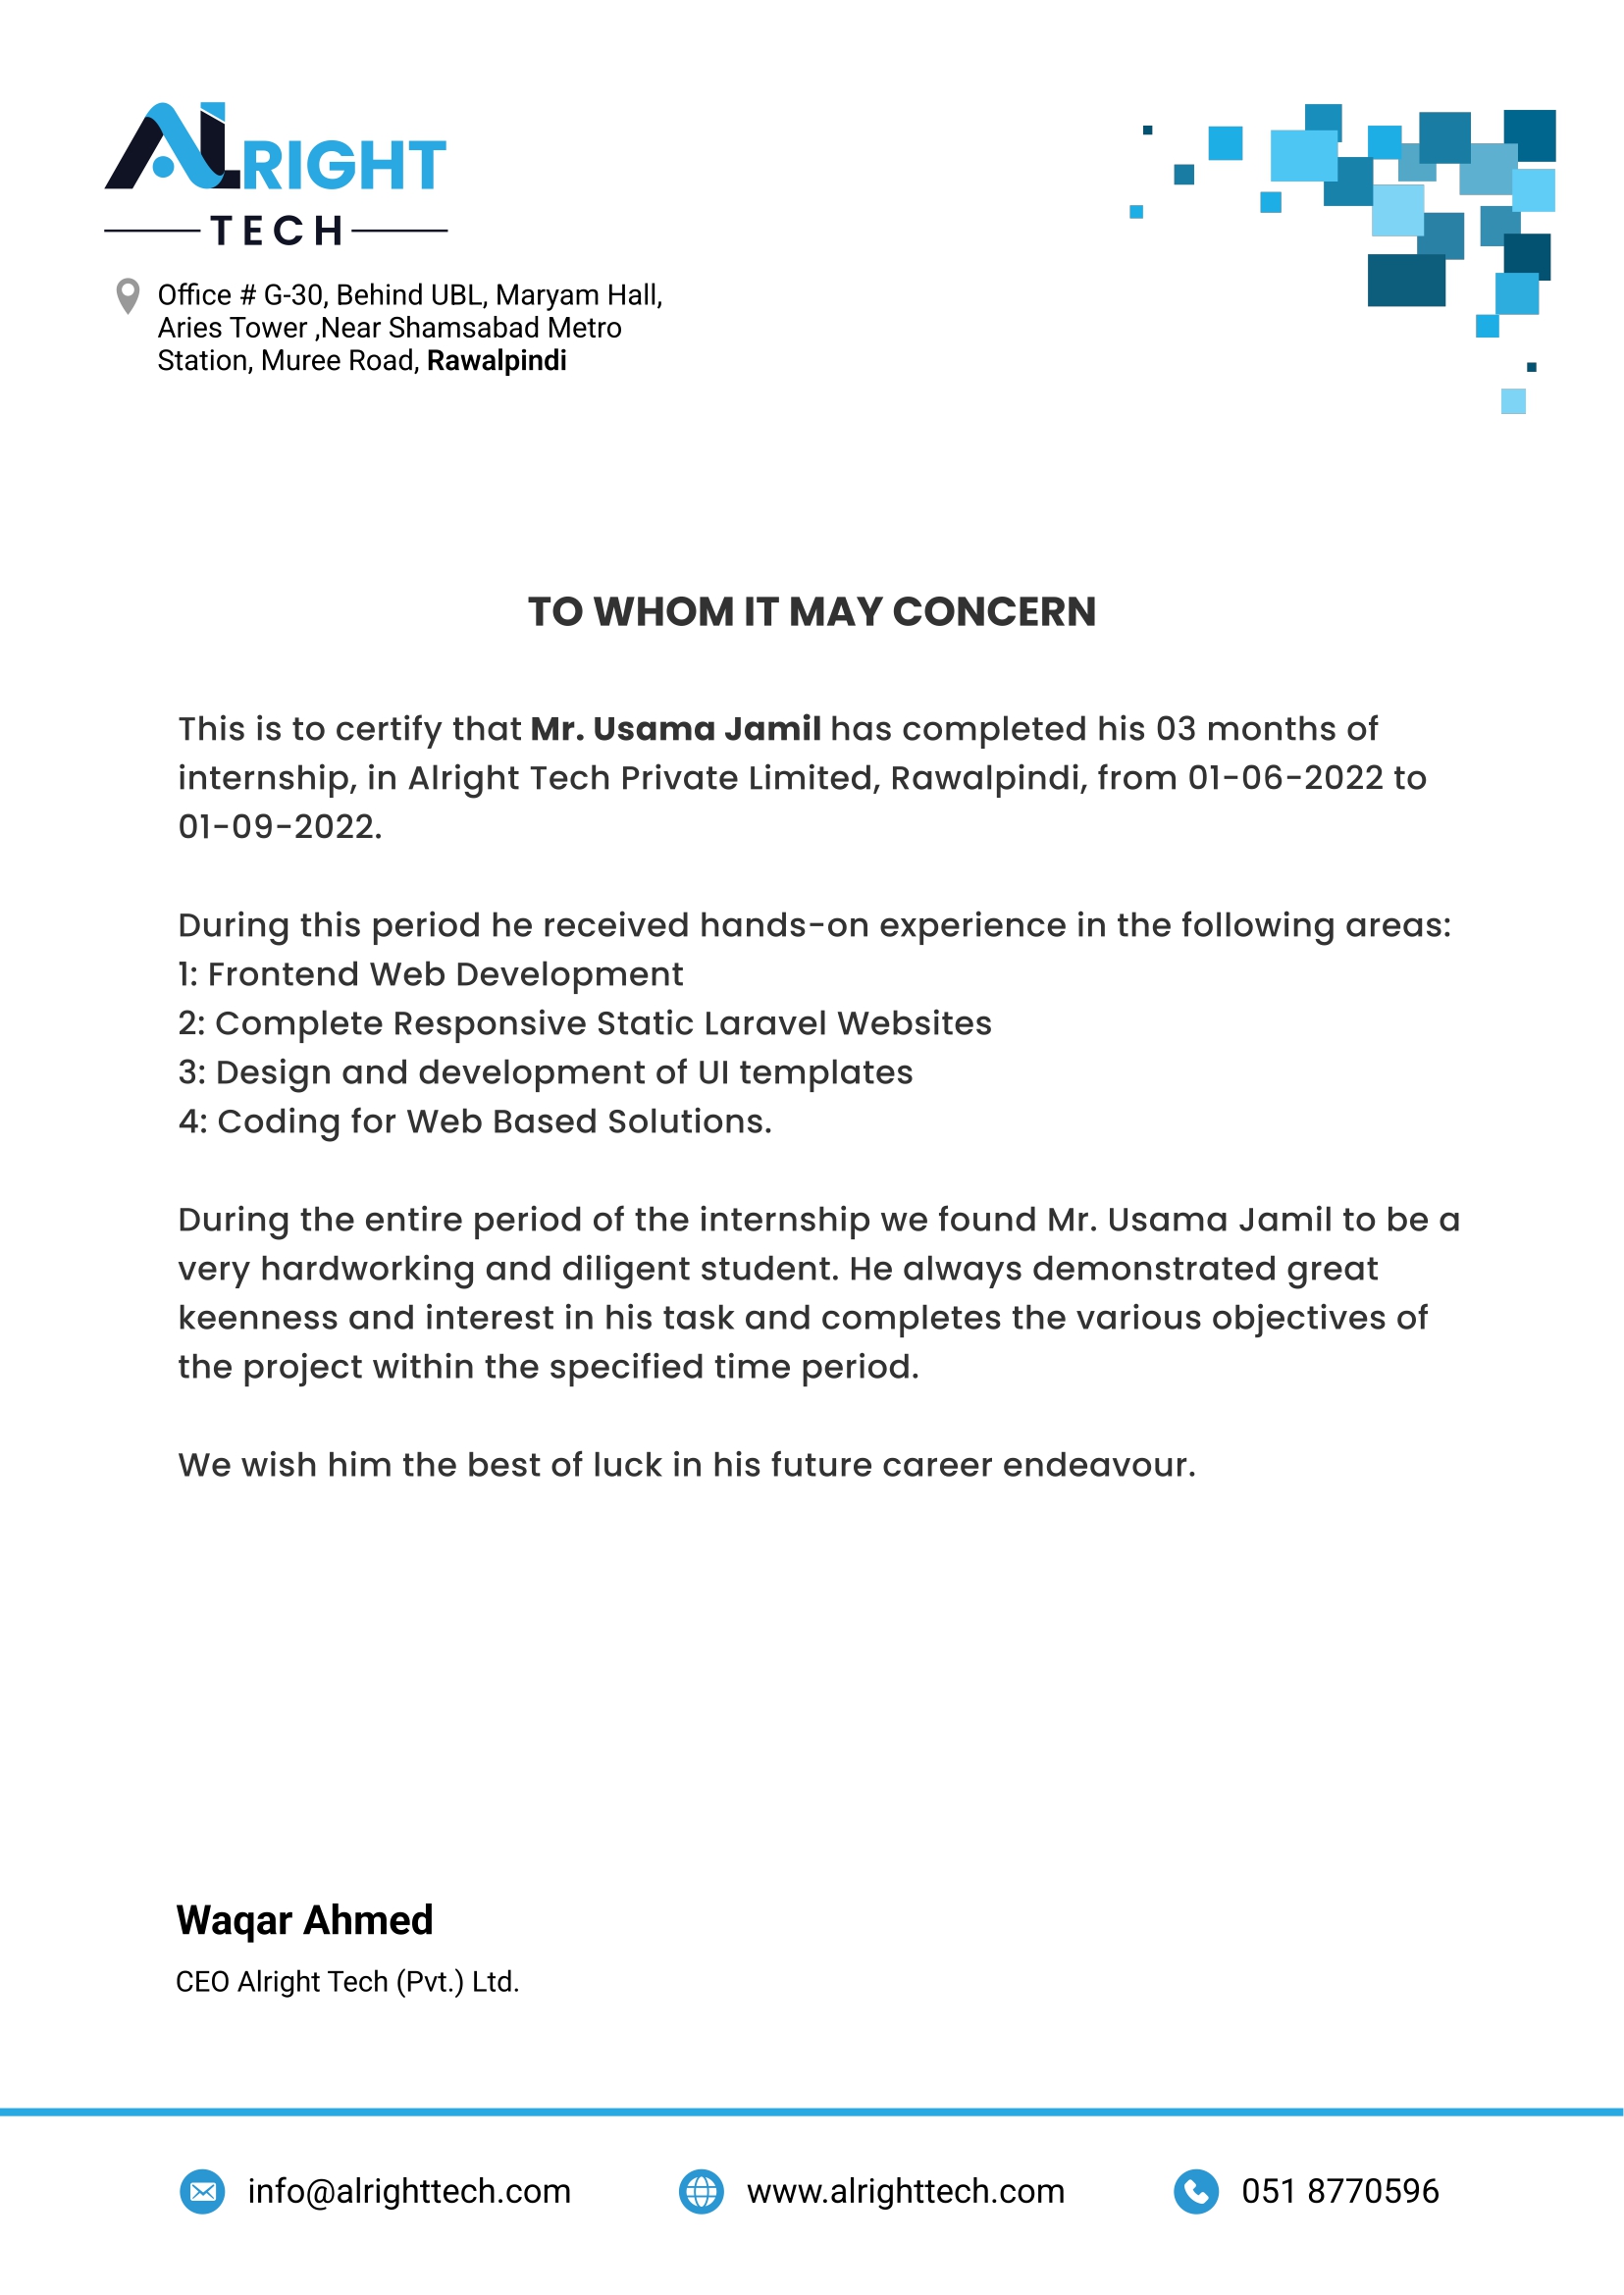 ALRIGHT
TECH
Office # G-30, Behind UBL, Maryam Hall,
Aries Tower ,Near Shamsabad Metro
Station, Muree Road, Rawalpindi
TO WHOM IT MAY CONCERN
This is to certify that Mr. Usama Jamil has completed his 03 months of
internship, in Alright Tech Private Limited, Rawalpindi, from 01-06-2022 to
01-09-2022.
During this period he received hands-on experience in the following areas:
1: Frontend Web Development
2: Complete Responsive Static Laravel Websites
3: Design and development of UI templates
4: Coding for Web Based Solutions.
During the entire period of the internship we found Mr. Usama Jamil to be a
very hardworking and diligent student. He always demonstrated great
keenness and interest in his task and completes the various objectives of
the project within the specified time period.
We wish him the best of luck in his future career endeavour.
Waqar Ahmed
CEO Alright Tech (Pvt.) Ltd.
info@alrighttech.com www.alrighttech.com 051 8770596